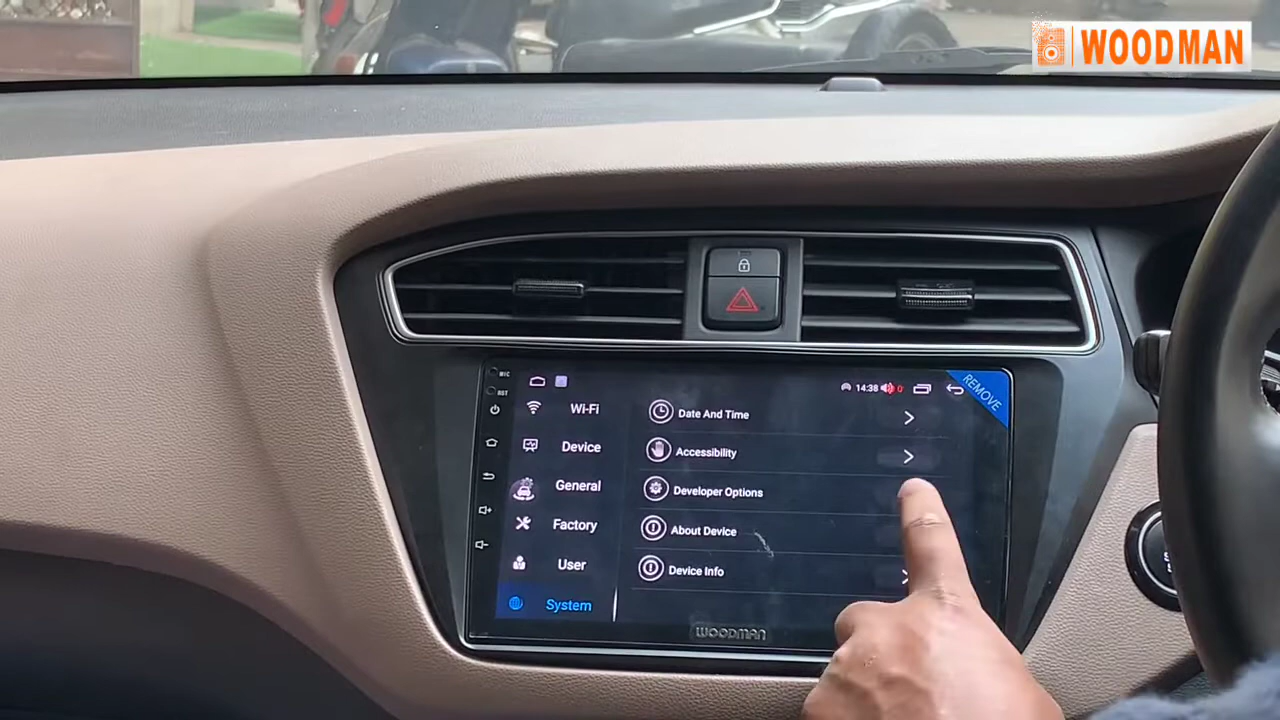 WOODMAN
MIC
RST
14:38
0
REMOVE
Wi-Fi
Device
General
Factory
User
System
Date And Time
Accessibility
Developer Options
About Device
Device Info
WOODMAN